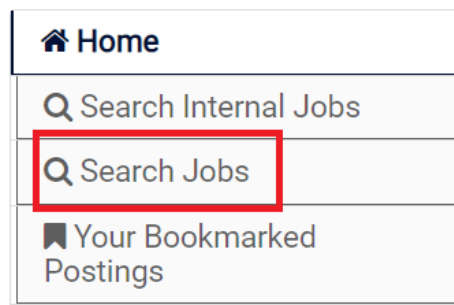 Home
Search Internal Jobs
Search Jobs
Your Bookmarked
Postings